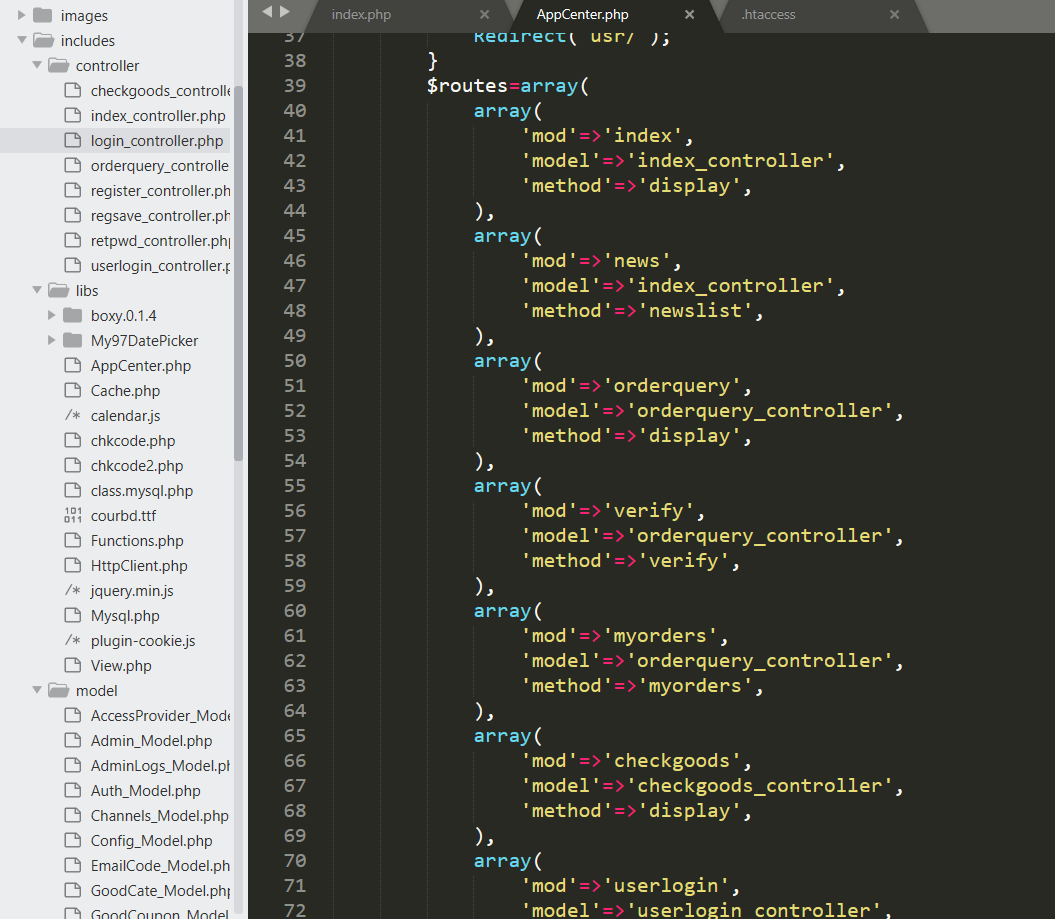 images
includes
controller
checkgoods_controlle
index_controller.php
login_controller.php
orderquery_controlle
register_controller.ph
regsave_controller.ph
retpwd_controller.php
userlogin_controller.p
libs
boxy.0.1.4
My97DatePicker
AppCenter.php
Cache.php
/* calendar.js
chkcode.php
chkcode2.php
class.mysql.php
courbd.ttf
Functions.php
HttpClient.php
/* jquery.min.js
Mysql.php
/* plugin-cookie.js
View.php
model
AccessProvider_Mode
Admin_Model.php
AdminLogs_Model.ph
Auth_Model.php
Channels_Model.php
Config_Model.php
EmailCode_Model.ph
GoodCate_Model.php
GoodCoupon_Model
index.php ×
AppCenter.php ×
.htaccess ×
37 Redirect('usr/');
38 }
39 $routes=array(
40 array(
41 'mod'=>'index',
42 'model'=>'index_controller',
43 'method'=>'display',
44 ),
45 array(
46 'mod'=>'news',
47 'model'=>'index_controller',
48 'method'=>'newslist',
49 ),
50 array(
51 'mod'=>'orderquery',
52 'model'=>'orderquery_controller',
53 'method'=>'display',
54 ),
55 array(
56 'mod'=>'verify',
57 'model'=>'orderquery_controller',
58 'method'=>'verify',
59 ),
60 array(
61 'mod'=>'myorders',
62 'model'=>'orderquery_controller',
63 'method'=>'myorders',
64 ),
65 array(
66 'mod'=>'checkgoods',
67 'model'=>'checkgoods_controller',
68 'method'=>'display',
69 ),
70 array(
71 'mod'=>'userlogin',
72 'model'=>'userlogin_controller',